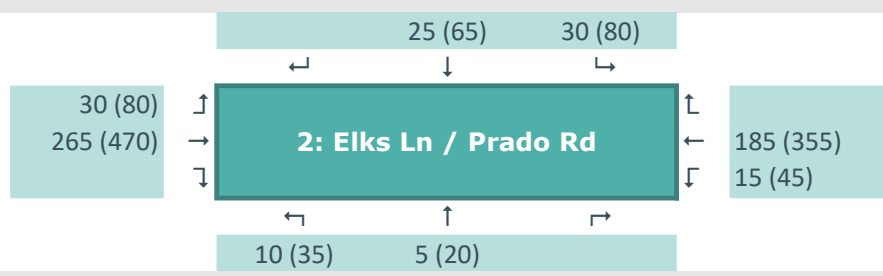 25 (65) 30 (80)
30 (80)
265 (470) 2: Elks Ln / Prado Rd 185 (355)
15 (45)
10 (35) 5 (20)